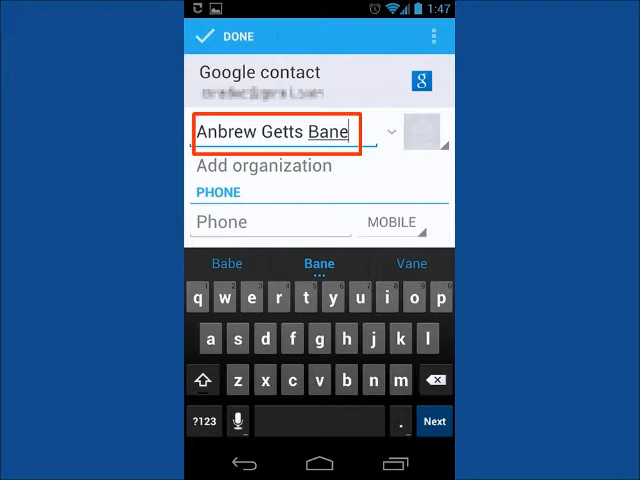 1:47
DONE
Google contact
Anbrew Getts Bane
Add organization
PHONE
Phone MOBILE
Babe Bane Vane
q w e r t y u i o p
a s d f g h j k l
z x c v b n m
?123 . Next